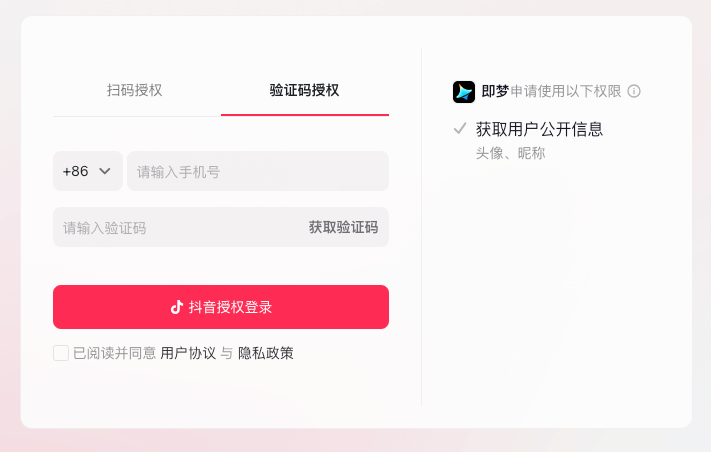 扫码授权
验证码授权
+86
请输入手机号
请输入验证码
获取验证码
抖音授权登录
已阅读并同意 用户协议 与 隐私政策
即梦申请使用以下权限
获取用户公开信息
头像、昵称